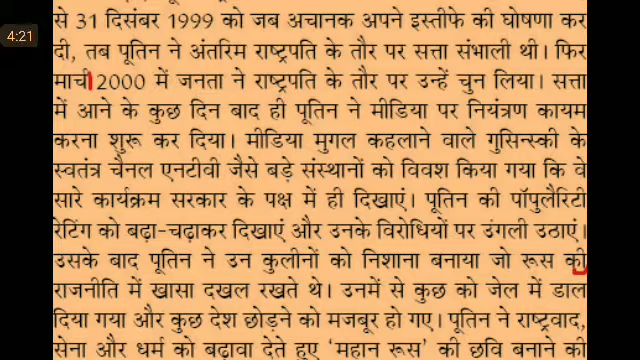 से 31 दिसंबर 1999 को जब अचानक अपने इस्तीफे की घोषणा कर
4:21
दी, तब पूतिन ने अंतरिम राष्ट्रपति के तौर पर सत्ता संभाली थी। फिर
मार्च 2000 में जनता ने राष्ट्रपति के तौर पर उन्हें चुन लिया। सत्ता
में आने के कुछ दिन बाद ही पूतिन ने मीडिया पर नियंत्रण कायम
करना शुरू कर दिया। मीडिया मुगल कहलाने वाले गुसिन्स्की के
स्वतंत्र चैनल एनटीवी जैसे बड़े संस्थानों को विवश किया गया कि वे
सारे कार्यक्रम सरकार के पक्ष में ही दिखाएं। पूतिन की पॉपुलैरिटी
रेटिंग को बढ़ा-चढ़ाकर दिखाएं और उनके विरोधियों पर उंगली उठाएं।
उसके बाद पूतिन ने उन कुलीनों को निशाना बनाया जो रूस की
राजनीति में खासा दखल रखते थे। उनमें से कुछ को जेल में डाल
दिया गया और कुछ देश छोड़ने को मजबूर हो गए। पूतिन ने राष्ट्रवाद,
सेना और धर्म को बढ़ावा देते हुए ‘महान रूस’ की छवि बनाने की